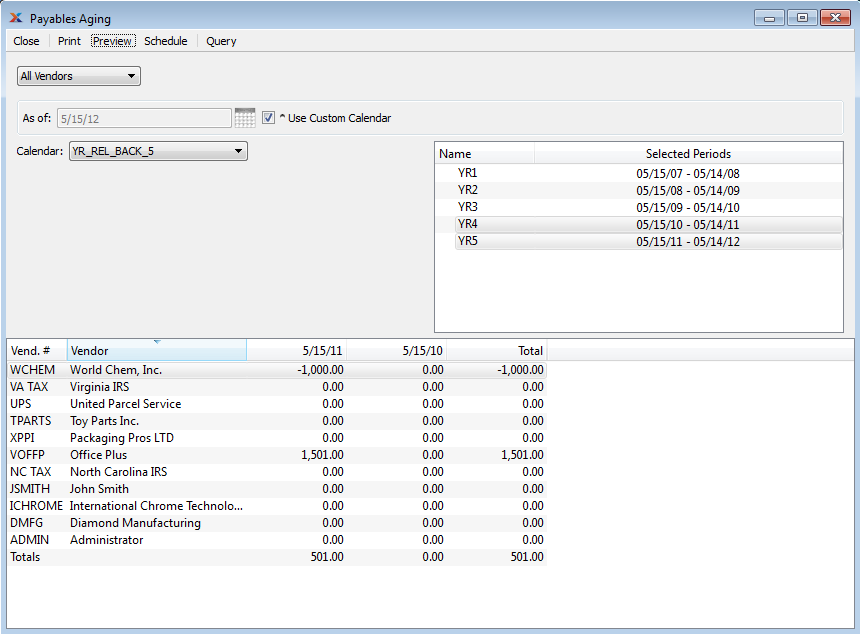 Payables Aging
Close Print Preview Schedule Query
All Vendors
As of: 5/15/12 ^ Use Custom Calendar
Calendar: YR_REL_BACK_5
Name Selected Periods
YR1 05/15/07 - 05/14/08
YR2 05/15/08 - 05/14/09
YR3 05/15/09 - 05/14/10
YR4 05/15/10 - 05/14/11
YR5 05/15/11 - 05/14/12
Vend. # Vendor 5/15/11 5/15/10 Total
WCHEM World Chem, Inc. -1,000.00 0.00 -1,000.00
VA TAX Virginia IRS 0.00 0.00 0.00
UPS United Parcel Service 0.00 0.00 0.00
TPARTS Toy Parts Inc. 0.00 0.00 0.00
XPPI Packaging Pros LTD 0.00 0.00 0.00
VOFFP Office Plus 1,501.00 0.00 1,501.00
NC TAX North Carolina IRS 0.00 0.00 0.00
JSMITH John Smith 0.00 0.00 0.00
ICHROME International Chrome Technolo... 0.00 0.00 0.00
DMFG Diamond Manufacturing 0.00 0.00 0.00
ADMIN Administrator 0.00 0.00 0.00
Totals 501.00 0.00 501.00